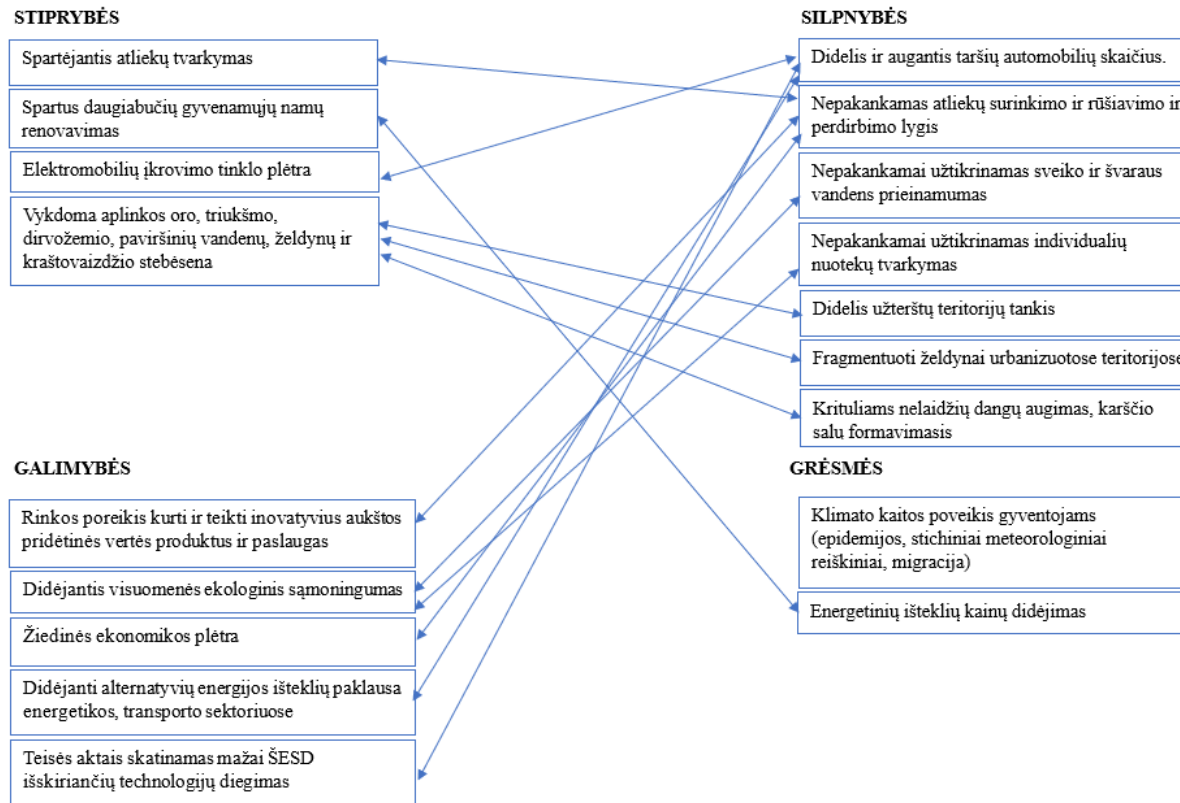 STIPRYBĖS
Spartėjantis atliekų tvarkymas
Spartus daugiabučių gyvenamųjų namų
renovavimas
Elektromobilių įkrovimo tinklo plėtra
Vykdoma aplinkos oro, triukšmo,
dirvožemio, paviršinių vandenų, želdynų ir
kraštovaizdžio stebėsena
SILPNYBĖS
Didelis ir augantis taršių automobilių skaičius.
Nepakankamas atliekų surinkimo ir rūšiavimo ir
perdirbimo lygis
Nepakankamai užtikrinamas sveiko ir švaraus
vandens prieinamumas
Nepakankamai užtikrinamas individualių
nuotekų tvarkymas
Didelis užterštų teritorijų tankis
Fragmentuoti želdynai urbanizuotose teritorijose
Krituliams nelaidžių dangų augimas, karščio
salų formavimasis
GALIMYBĖS
Rinkos poreikis kurti ir teikti inovatyvius aukštos
pridėtinės vertės produktus ir paslaugas
Didėjantis visuomenės ekologinis sąmoningumas
Žiedinės ekonomikos plėtra
Didėjanti alternatyvių energijos išteklių paklausa
energetikos, transporto sektoriuose
Teisės aktais skatinamas mažai ŠESD
išskiriančių technologijų diegimas
GRĖSMĖS
Klimato kaitos poveikis gyventojams
(epidemijos, stichiniai meteorologiniai
reiškiniai, migracija)
Energetinių išteklių kainų didėjimas